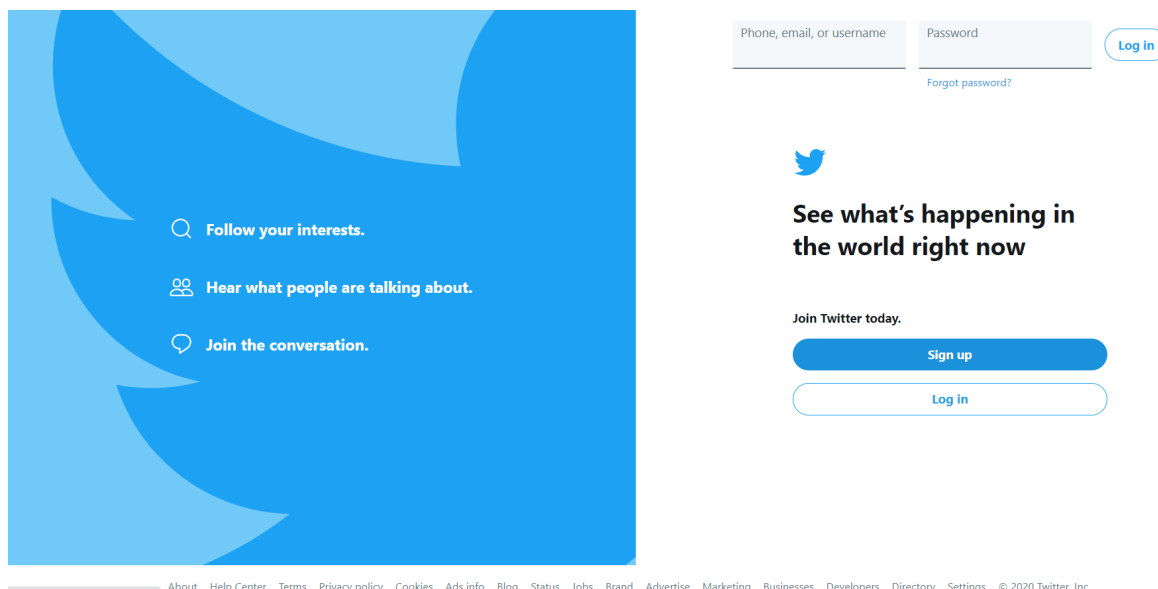 Phone, email, or username
Password
Log in
Forgot password?
Follow your interests.
Hear what people are talking about.
Join the conversation.
See what’s happening in
the world right now
Join Twitter today.
Sign up
Log in
About Help Center Terms Privacy policy Cookies Ads info Blog Status Jobs Brand Advertise Marketing Businesses Developers Directory Settings © 2020 Twitter, Inc.